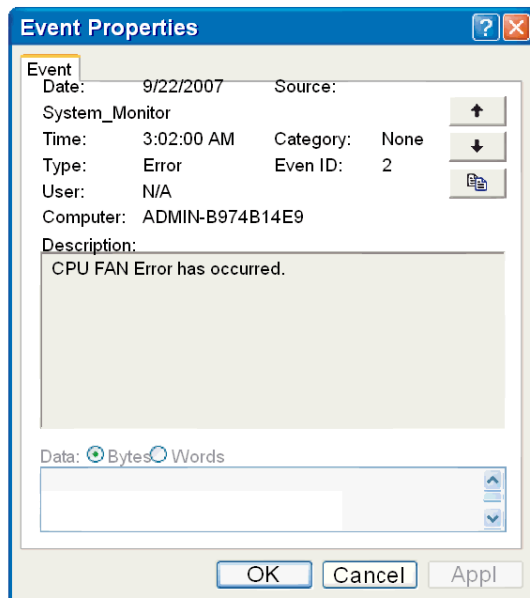 Event Properties
Event
Date: 9/22/2007 Source:
System_Monitor
Time: 3:02:00 AM Category: None
Type: Error Even ID: 2
User: N/A
Computer: ADMIN-B974B14E9
Description:
CPU FAN Error has occurred.
Data: Bytes Words
OK Cancel Appl